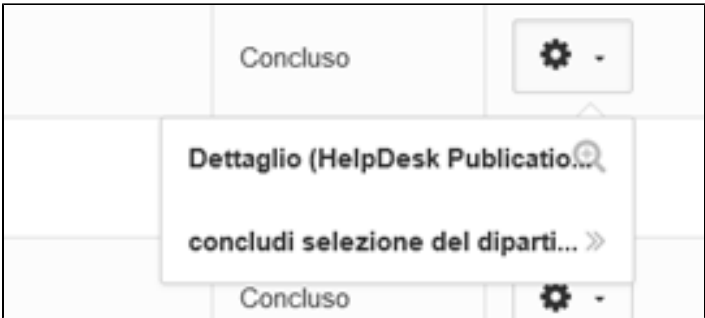 Concluso
Dettaglio (HelpDesk Publicatio...
concludi selezione del diparti...
Concluso